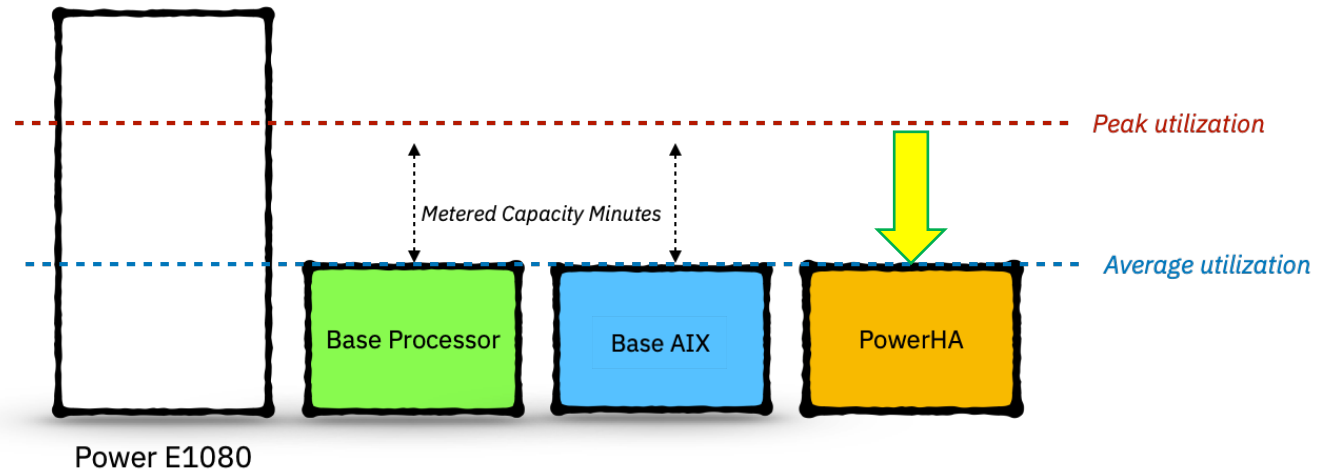 Peak utilization
Metered Capacity Minutes
Average utilization
Base Processor
Base AIX
PowerHA
Power E1080